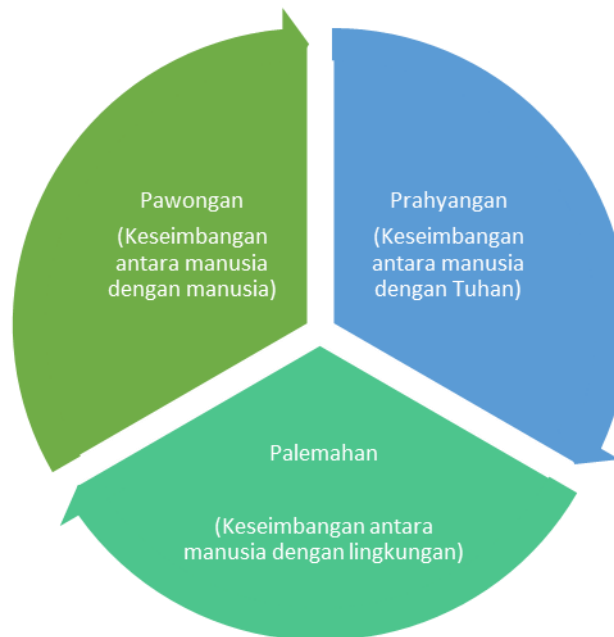 Pawongan
(Keseimbangan
antara manusia
dengan manusia)
Prahyangan
(Keseimbangan
antara manusia
dengan Tuhan)
Palemahan
(Keseimbangan antara
manusia dengan lingkungan)